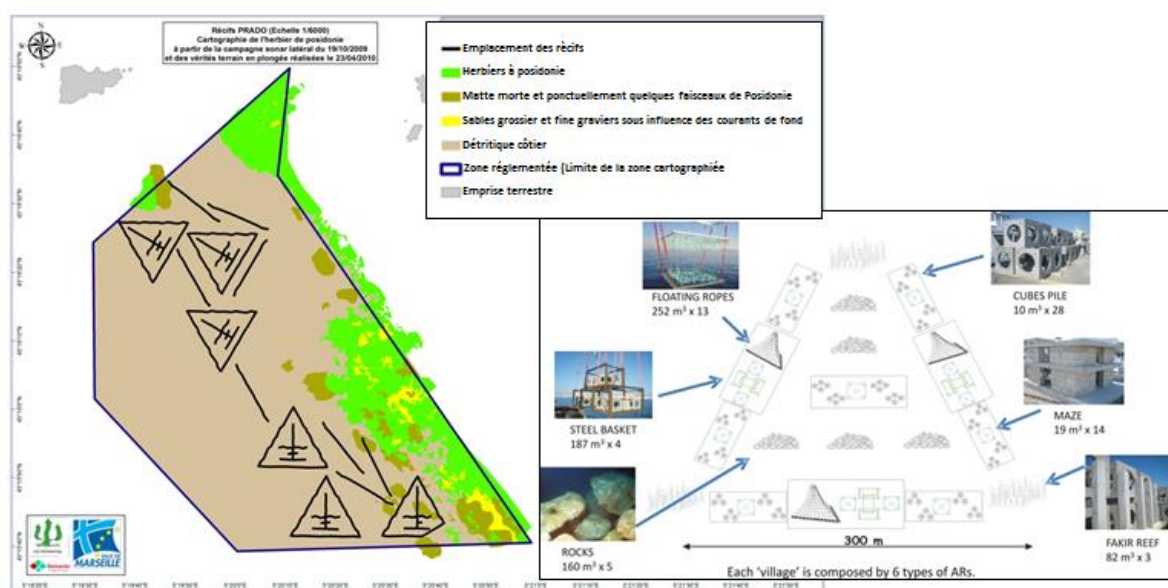 Récifs PRADO (Echelle 1/6000)
Cartographie de l'herbier de posidonie
à partir de la campagne sonar latéral du 19/10/2009
et des vérités terrain en plongée réalisées le 23/04/2010
Emplacement des rècifs
Herbiers à posidonie
Matte morte et ponctuellement quelques faisceaux de Posidonie
Sables grossier et fine graviers sous influence des courants de fond
Détritique côtier
Zone réglementée (Limite de la zone cartographiée
Emprise terrestre
FLOATING ROPES
252 m³ x 13
CUBES PILE
10 m³ x 28
STEEL BASKET
187 m³ x 4
MAZE
19 m³ x 14
ROCKS
160 m³ x 5
FAKIR REEF
82 m³ x 3
300 m
Each 'village' is composed by 6 types of ARs.
VILLE DE
MARSEILLE